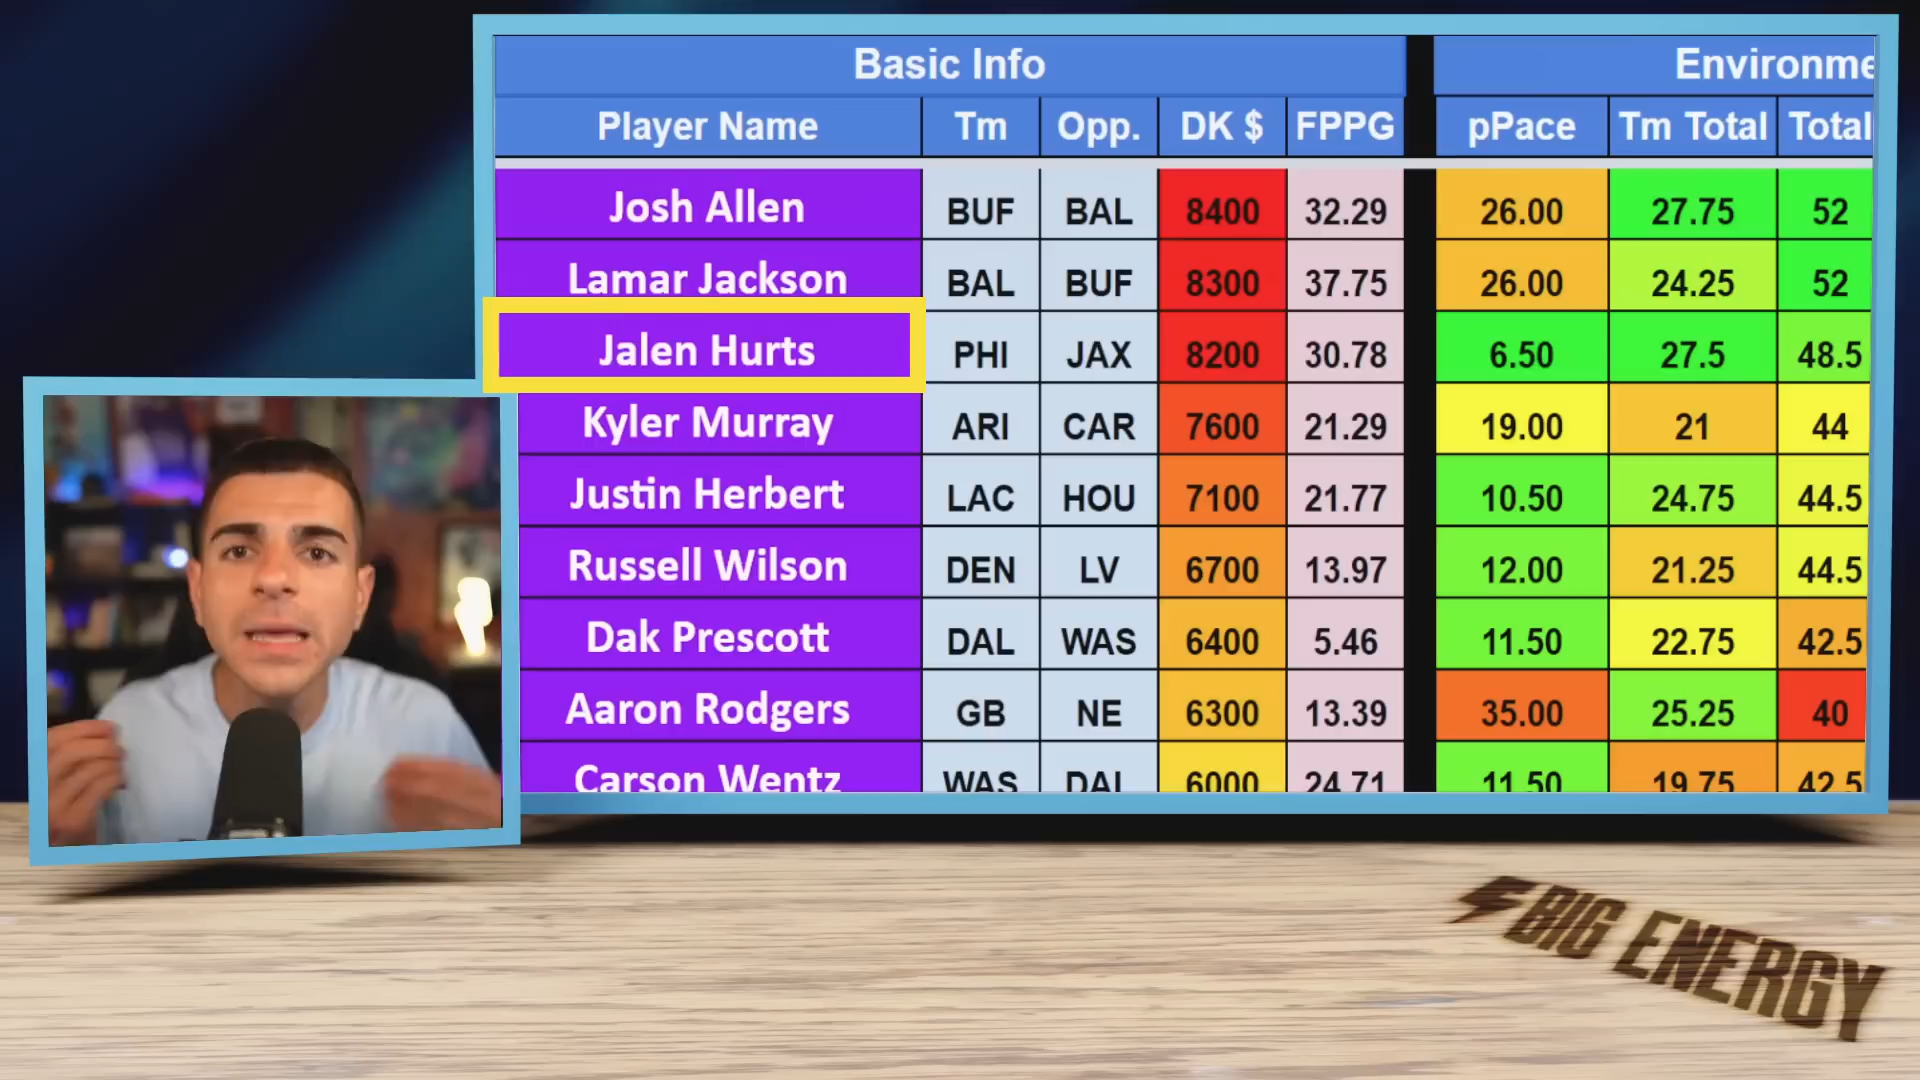 Basic Info Environme
Player Name Tm Opp. DK $ FPPG pPace Tm Total Total
Josh Allen BUF BAL 8400 32.29 26.00 27.75 52
Lamar Jackson BAL BUF 8300 37.75 26.00 24.25 52
Jalen Hurts PHI JAX 8200 30.78 6.50 27.5 48.5
Kyler Murray ARI CAR 7600 21.29 19.00 21 44
Justin Herbert LAC HOU 7100 21.77 10.50 24.75 44.5
Russell Wilson DEN LV 6700 13.97 12.00 21.25 44.5
Dak Prescott DAL WAS 6400 5.46 11.50 22.75 42.5
Aaron Rodgers GB NE 6300 13.39 35.00 25.25 40
Carson Wentz WAS DAL 6000 24.71 11.50 19.75 42.5
BIG ENERGY